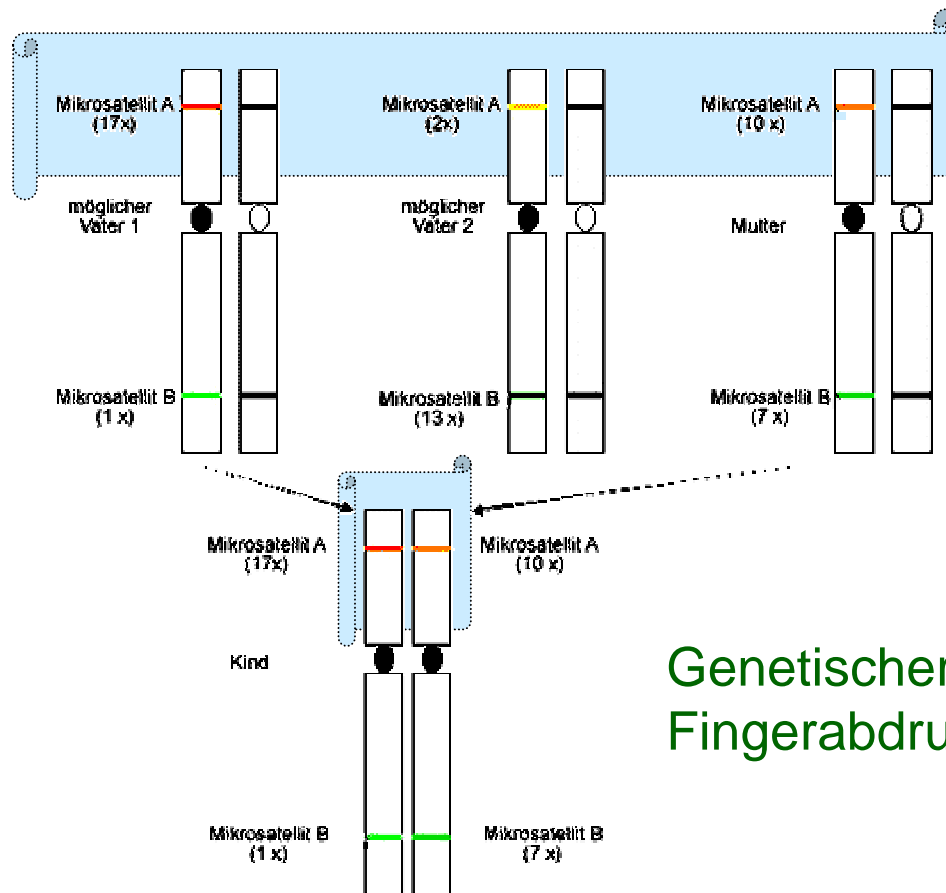 Mikrosatellit A
(17x)
Mikrosatellit A
(2x)
Mikrosatellit A
(10 x)
möglicher
Vater 1
möglicher
Vater 2
Mutter
Mikrosatellit B
(1 x)
Mikrosatellit B
(13 x)
Mikrosatellit B
(7 x)
Mikrosatellit A
(17x)
Mikrosatellit A
(10 x)
Kind
Genetischer
Fingerabdru
Mikrosatellit B
(1 x)
Mikrosatellit B
(7 x)